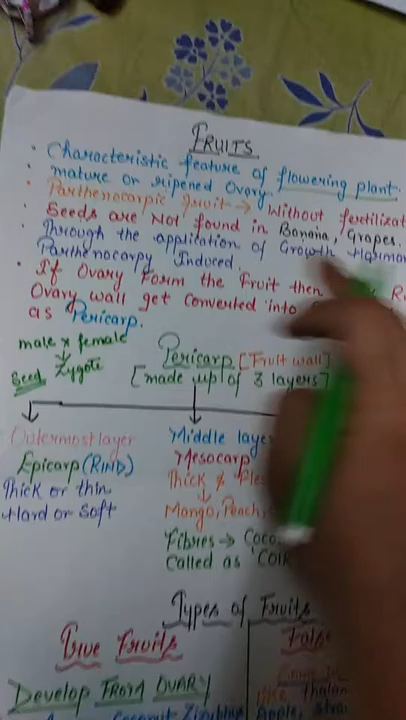 FRUITS
• Characteristic feature of flowering plant.
• mature or ripened Ovary.
• Parthenocarpic fruit → Without
Seeds are Not found in Banana, Grapes.
Through the application of Growth
Parthenocarpy Induced.
• If Ovary Form the Fruit then
Ovary wall get Converted into
as Pericarp.
male × female
Zygote
Seed
Pericarp [Fruit wall]
[made up of 3 layers]
Outermost layer
Epicarp (RIND)
Thick or thin
Hard or Soft
Middle layer
Mesocarp
Thick &
Mango, Peach,
Fibres →
Called as
Types of Fruits
True Fruits
False
Develop FROM OVARY